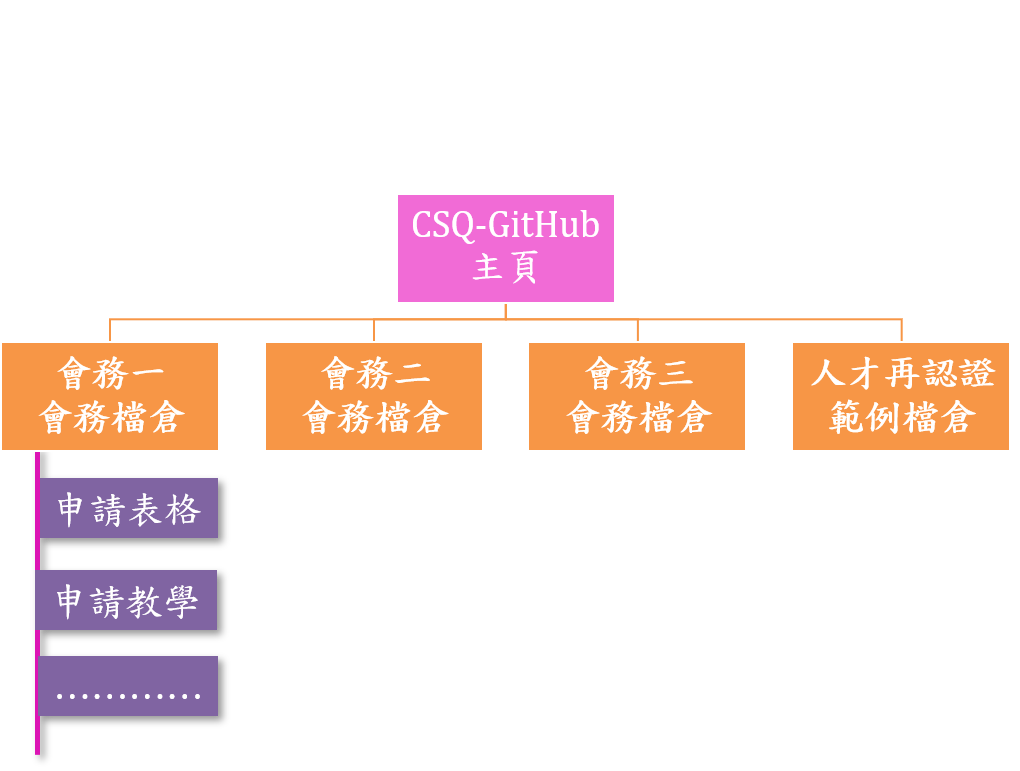 CSQ-GitHub
主頁
會務一
會務檔倉
會務二
會務檔倉
會務三
會務檔倉
人才再認證
範例檔倉
申請表格
申請教學
…………